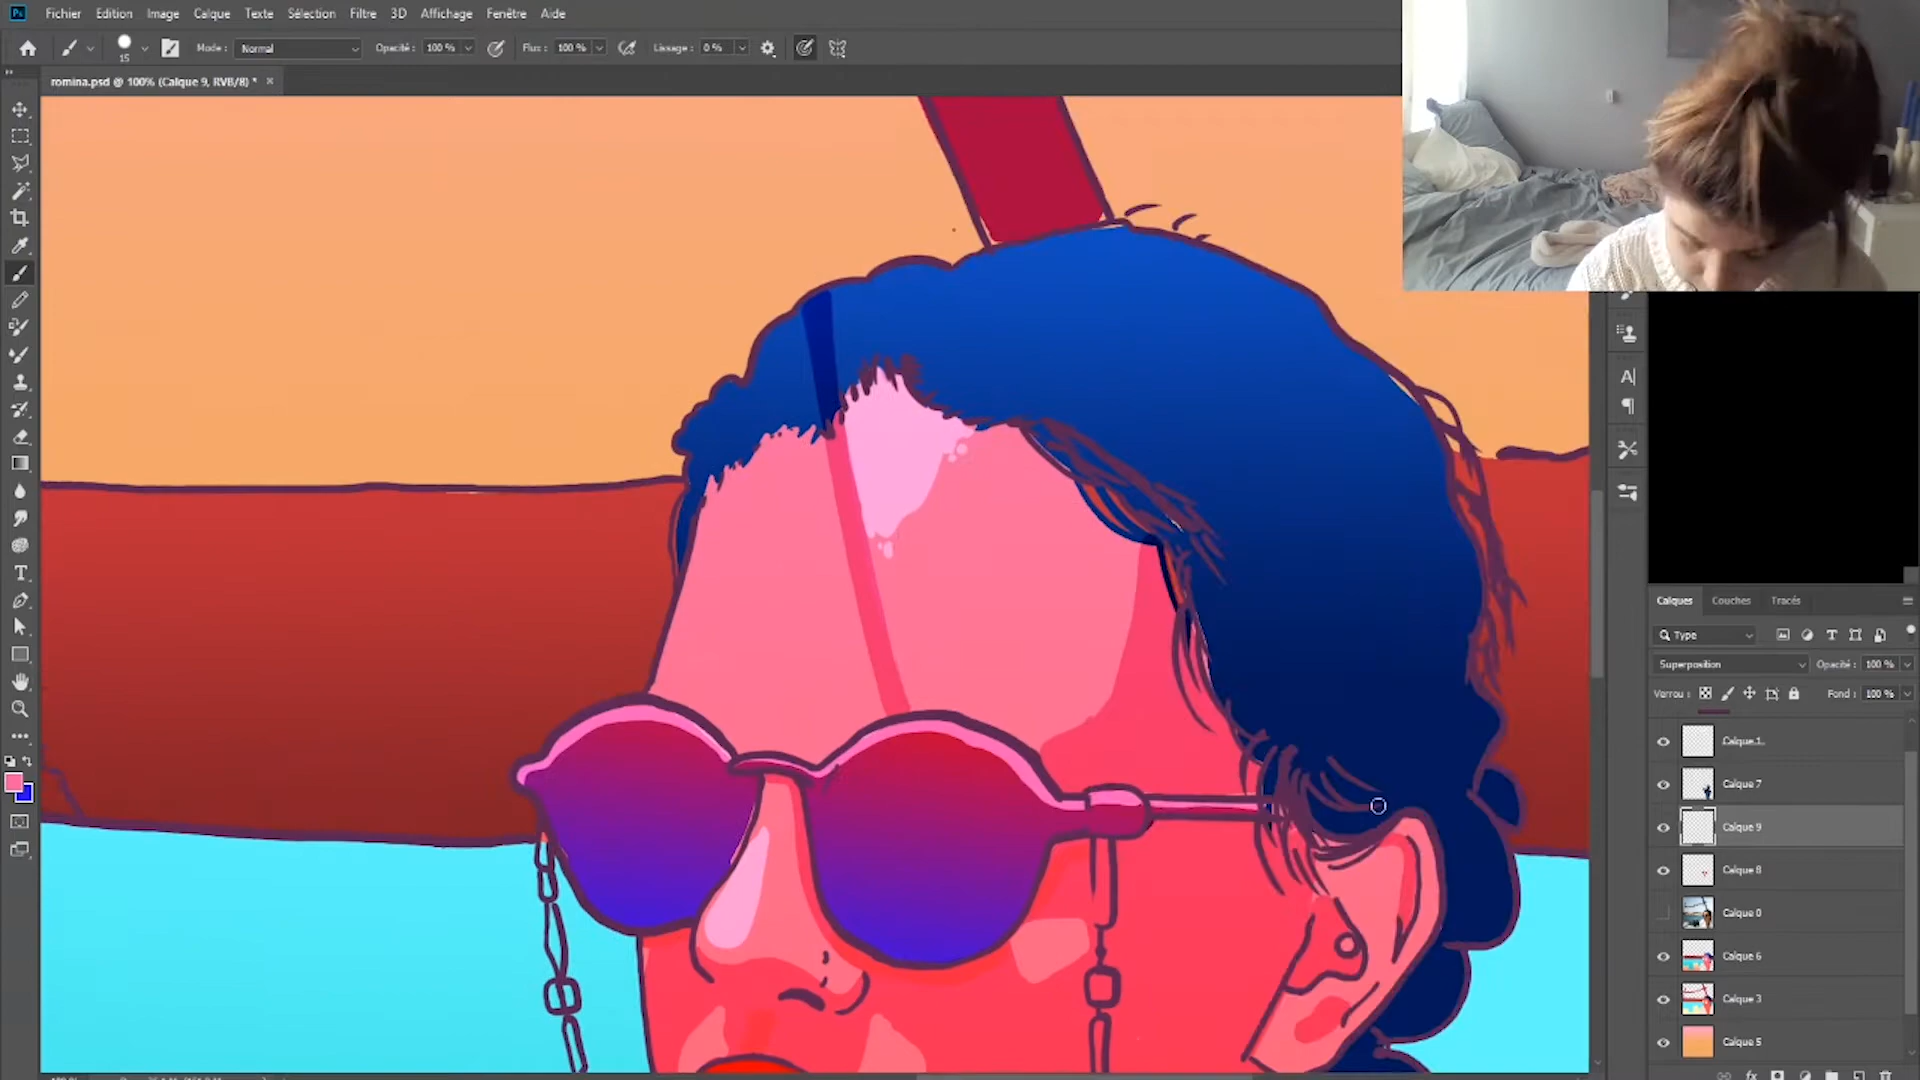 Ps Fichier Edition Image Calque Texte Sélection Filtre 3D Affichage Fenêtre Aide
15 Mode : Normal Opacité : 100 % Flux : 100 % Lissage : 0 %
romina.psd @ 100% (Calque 9, RVB/8) *
Calques Couches Tracés
Type
Superposition Opacité : 100 %
Verrou : Fond : 100 %
Calque 7
Calque 9
Calque 8
Calque 0
Calque 6
Calque 3
Calque 5